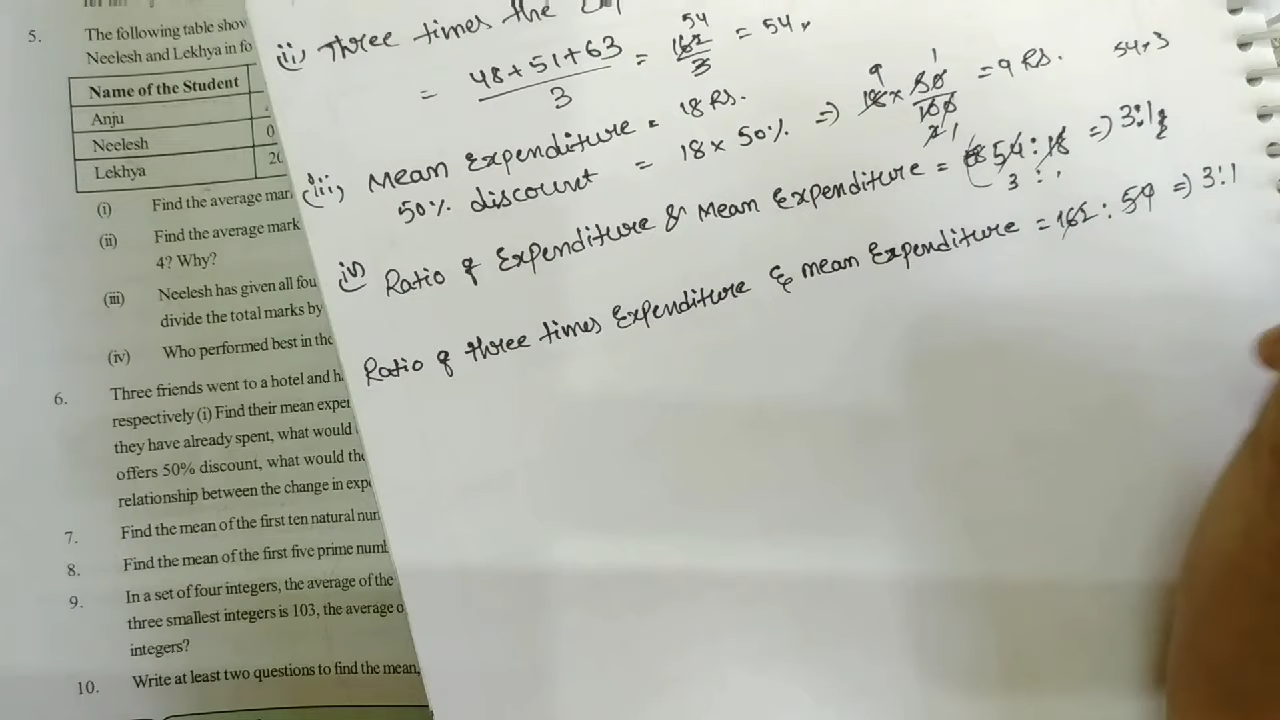 5. The following table shov
Neelesh and Lekhya in fo
Name of the Student
Anju
Neelesh 0
Lekhya 20
(i) Find the average mar
(ii) Find the average mark
4? Why?
(iii) Neelesh has given all fou
divide the total marks by
(iv) Who performed best in the
6. Three friends went to a hotel and h
respectively (i) Find their mean exper
they have already spent, what would
offers 50% discount, what would the
relationship between the change in expe
7. Find the mean of the first ten natural nun
8. Find the mean of the first five prime numb
9. In a set of four integers, the average of the
three smallest integers is 103, the average o
integers?
10. Write at least two questions to find the mean,
(ii) Three times the
= 48+51+63/3 = 162/3 54 = 54
(iii) Mean Expenditure = 18 RS.
50% discount = 18 x 50% => 18 x 50/100 = 9 RS.
54 x 3
(iv) Ratio of Expenditure & Mean Expenditure = 54:18 => 3:1
3 : 1
Ratio of three times Expenditure & mean Expenditure = 162 : 54 => 3:1